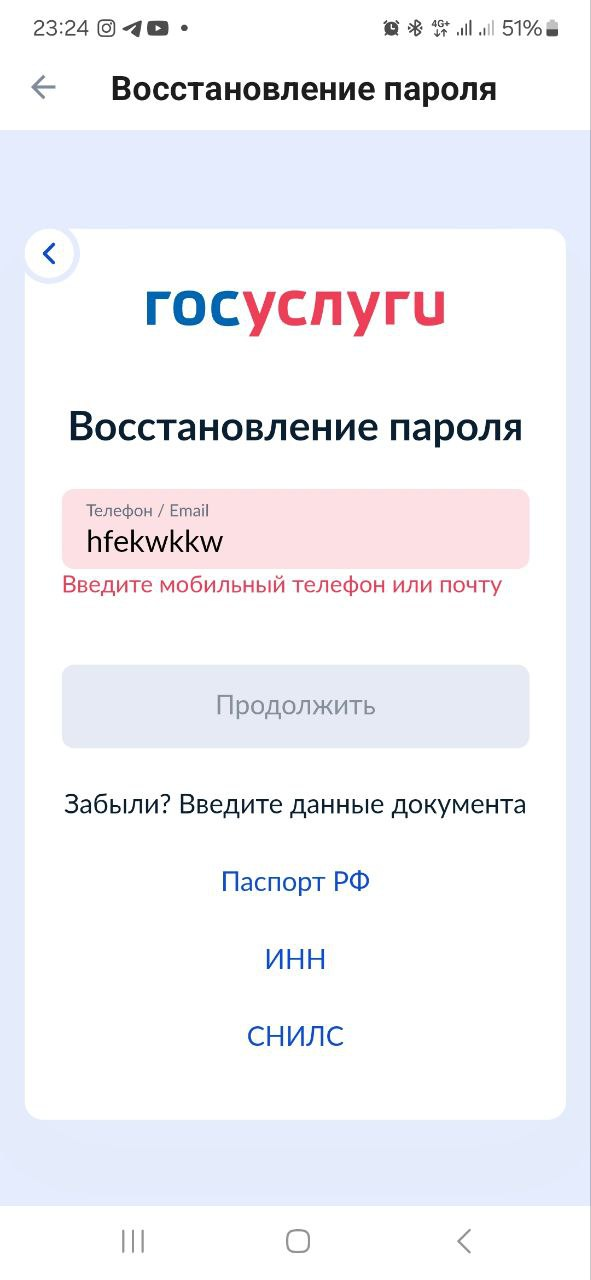 23:24 4G+ 51%
Восстановление пароля
госуслуги
Восстановление пароля
Телефон / Email
hfekwkkw
Введите мобильный телефон или почту
Продолжить
Забыли? Введите данные документа
Паспорт РФ
ИНН
СНИЛС